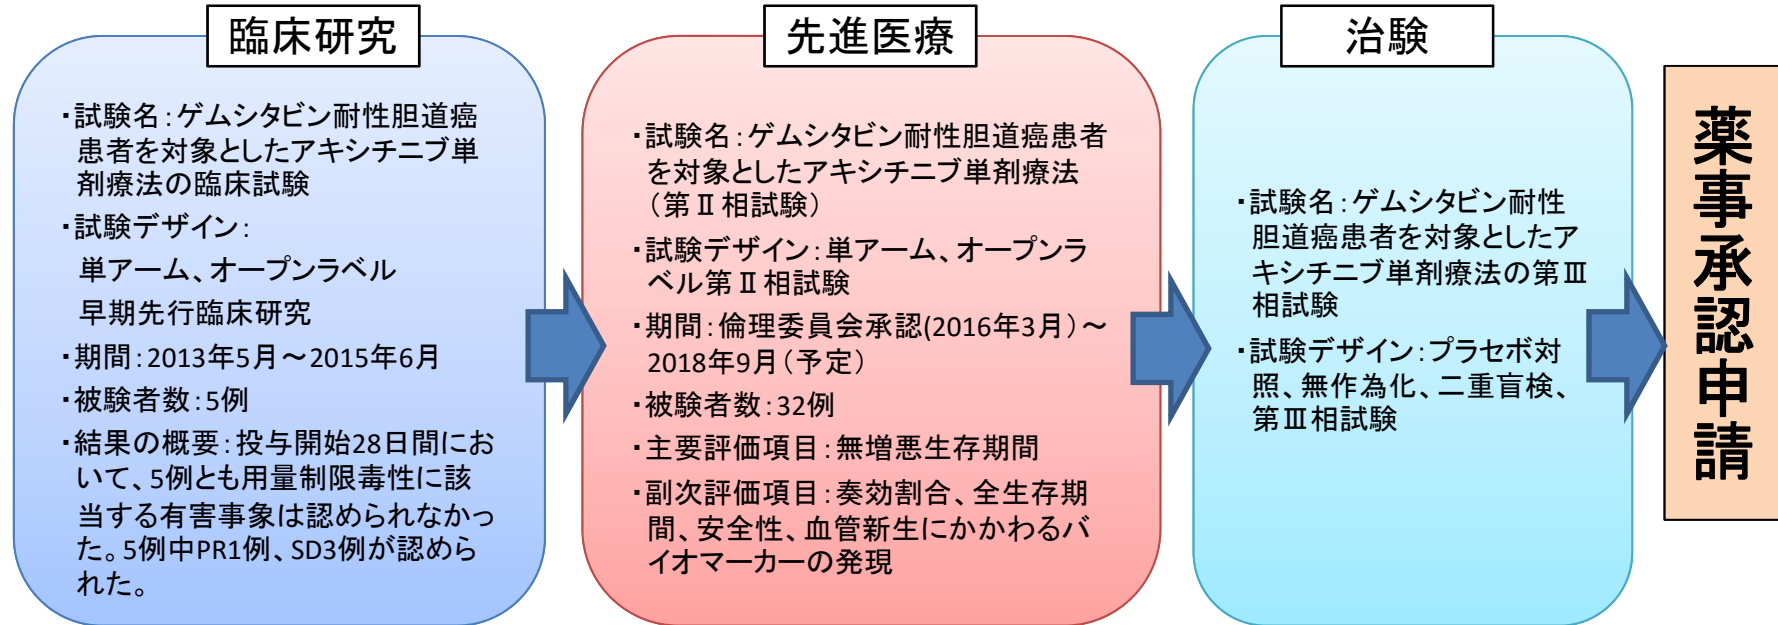 臨床研究
・試験名：ゲムシタビン耐性胆道癌
患者を対象としたアキシチニブ単
剤療法の臨床試験
・試験デザイン：
単アーム、オープンラベル
早期先行臨床研究
・期間：2013年5月～2015年6月
・被験者数：5例
・結果の概要：投与開始28日間にお
いて、5例とも用量制限毒性に該
当する有害事象は認められなかっ
た。5例中PR1例、SD3例が認めら
れた。
先進医療
・試験名：ゲムシタビン耐性胆道癌患者
を対象としたアキシチニブ単剤療法
（第Ⅱ相試験）
・試験デザイン：単アーム、オープンラ
ベル第Ⅱ相試験
・期間：倫理委員会承認(2016年3月）～
2018年9月（予定）
・被験者数：32例
・主要評価項目：無増悪生存期間
・副次評価項目：奏効割合、全生存期
間、安全性、血管新生にかかわるバ
イオマーカーの発現
治験
・試験名：ゲムシタビン耐性
胆道癌患者を対象としたア
キシチニブ単剤療法の第Ⅲ
相試験
・試験デザイン：プラセボ対
照、無作為化、二重盲検、
第Ⅲ相試験
薬事承認申請